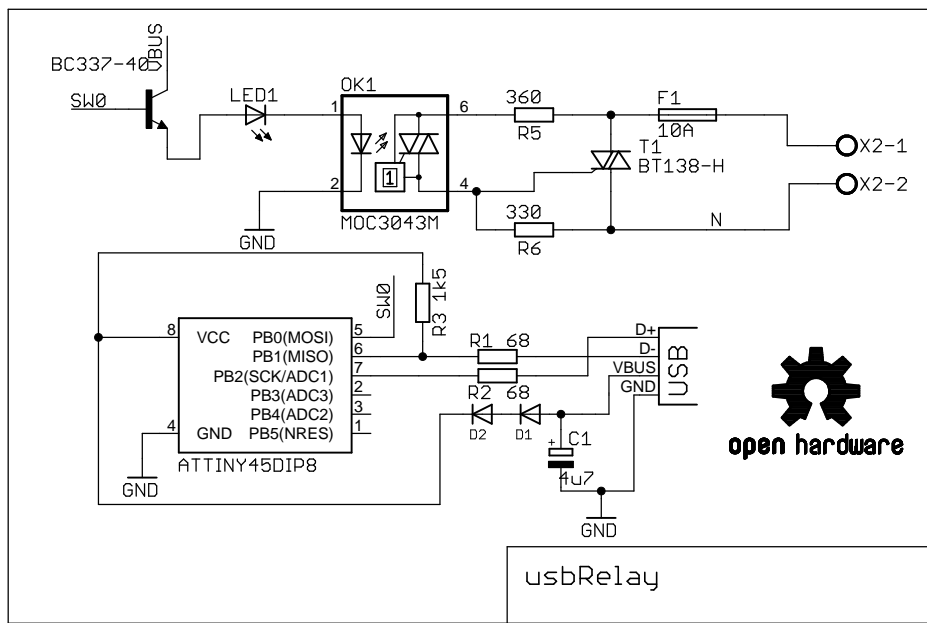 BC337-40
VBUS
SW0
LED1
OK1
1
2
6
4
1
MOC3043M
GND
360
R5
F1
10A
T1
BT138-H
X2-1
X2-2
330
R6
N
SW0
R3 1k5
8 VCC PB0(MOSI) 5
PB1(MISO) 6
PB2(SCK/ADC1) 7
PB3(ADC3) 2
PB4(ADC2) 3
4 GND PB5(NRES) 1
ATTINY45DIP8
GND
R1 68
R2 68
D2
D1
D+
D-
VBUS
GND
USB
+
C1
4u7
GND
open hardware
usbRelay